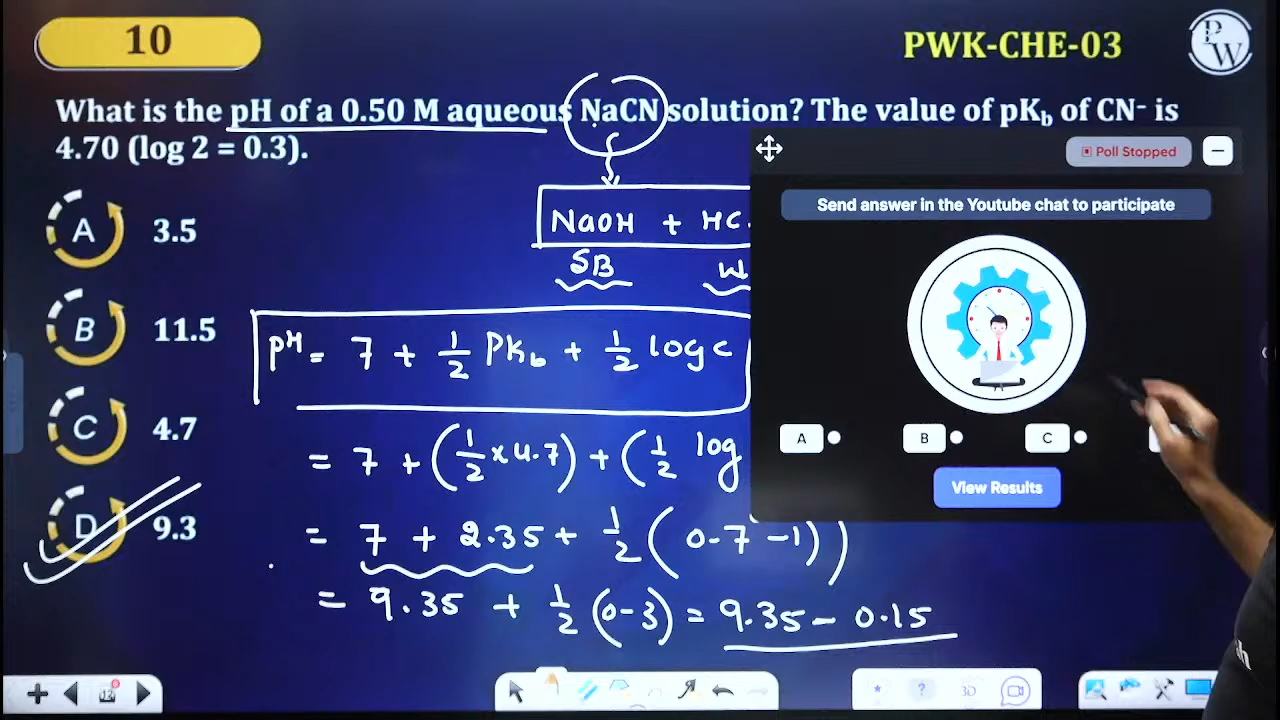 10
PWK-CHE-03
PW
What is the pH of a 0.50 M aqueous NaCN solution? The value of pKb of CN- is
4.70 (log 2 = 0.3).
Poll Stopped
Send answer in the Youtube chat to participate
A 3.5
NaOH + HC
SB W
B 11.5
pH = 7 + 1/2 PKb + 1/2 log c
C 4.7
= 7 + (1/2 × 4.7) + (1/2 log
A B C
View Results
D 9.3
= 7 + 2.35 + 1/2 (0.7 - 1))
= 9.35 + 1/2 (0-3) = 9.35 - 0.15
12
3D